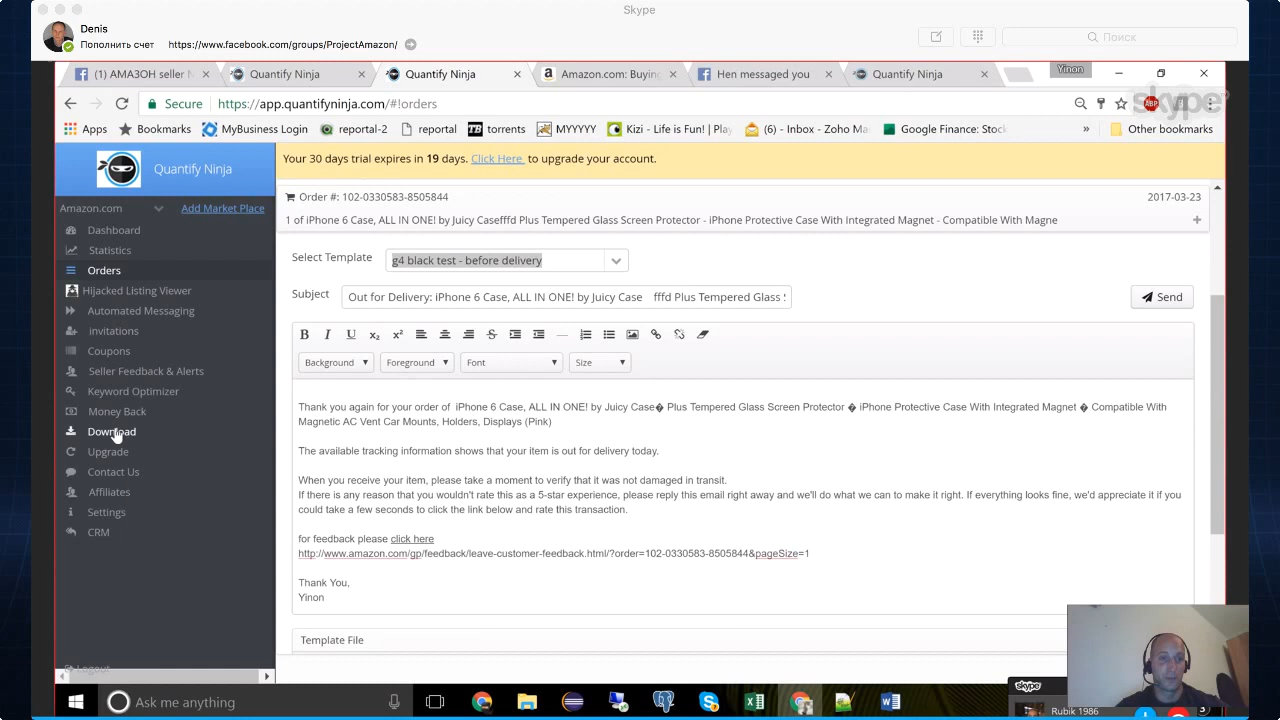 Skype
Denis
Пополнить счет https://www.facebook.com/groups/ProjectAmazon/
Поиск
(1) АМАЗОН seller
Quantify Ninja
Quantify Ninja
Amazon.com: Buying
Hen messaged you
Quantify Ninja
Yinon
Secure https://app.quantifyninja.com/#!orders
ABP
skype
Apps
Bookmarks
MyBusiness Login
reportal-2
reportal
torrents
MYYYYY
Kizi - Life is Fun! | Pla
(6) - Inbox - Zoho Ma
Google Finance: Stoc
»
Other bookmarks
Quantify Ninja
Your 30 days trial expires in 19 days. Click Here to upgrade your account.
Amazon.com
Add Market Place
Dashboard
Statistics
Orders
Hijacked Listing Viewer
Automated Messaging
invitations
Coupons
Seller Feedback & Alerts
Keyword Optimizer
Money Back
Download
Upgrade
Contact Us
Affiliates
Settings
CRM
Logout
Order #: 102-0330583-8505844
2017-03-23
1 of iPhone 6 Case, ALL IN ONE! by Juicy Casefffd Plus Tempered Glass Screen Protector - iPhone Protective Case With Integrated Magnet - Compatible With Magne
+
Select Template
g4 black test - before delivery
Subject
Out for Delivery: iPhone 6 Case, ALL IN ONE! by Juicy Case fffd Plus Tempered Glass S
Send
B I U x₂ x² S
Background
Foreground
Font
Size
Thank you again for your order of iPhone 6 Case, ALL IN ONE! by Juicy Case� Plus Tempered Glass Screen Protector � iPhone Protective Case With Integrated Magnet � Compatible With
Magnetic AC Vent Car Mounts, Holders, Displays (Pink)
The available tracking information shows that your item is out for delivery today.
When you receive your item, please take a moment to verify that it was not damaged in transit.
If there is any reason that you wouldn't rate this as a 5-star experience, please reply this email right away and we'll do what we can to make it right. If everything looks fine, we'd appreciate it if you
could take a few seconds to click the link below and rate this transaction.
for feedback please click here
http://www.amazon.com/gp/feedback/leave-customer-feedback.html/?order=102-0330583-8505844&pageSize=1
Thank You,
Yinon
Template File
Ask me anything
skype
Rubik 1986